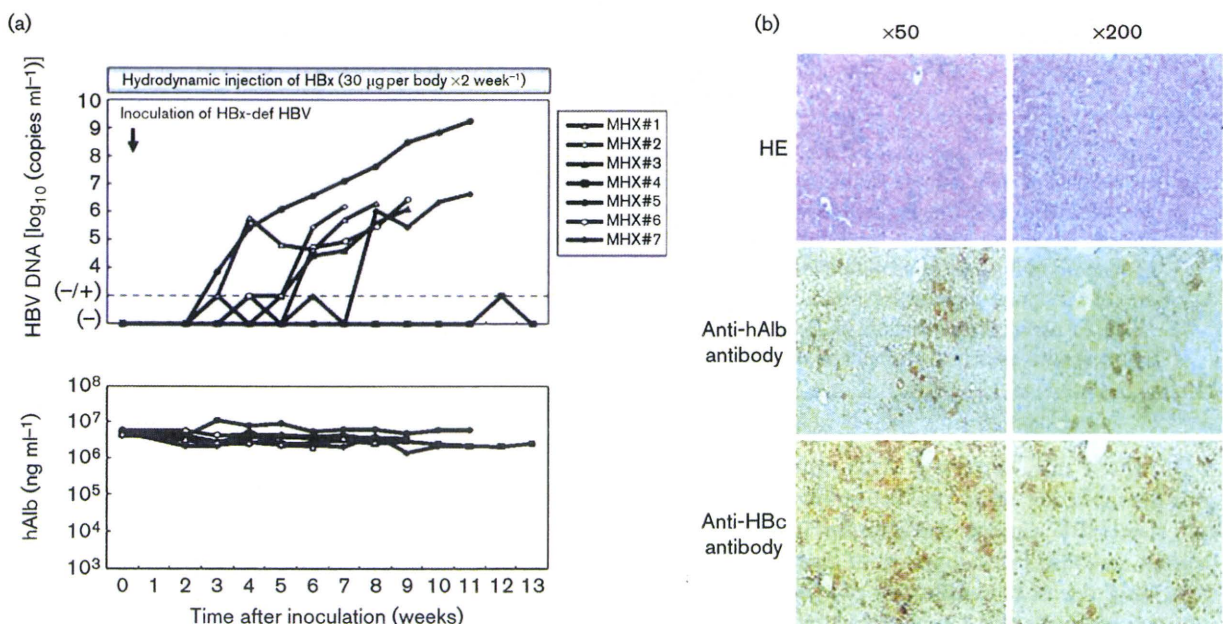 (a)
Hydrodynamic injection of HBx (30 µg per body ×2 week⁻¹)
HBV DNA [log₁₀ (copies ml⁻¹)]
10
9
8
7
6
5
4
(−/+)
(−)
Inoculation of HBx-def HBV
MHX#1
MHX#2
MHX#3
MHX#4
MHX#5
MHX#6
MHX#7
hAlb (ng ml⁻¹)
10⁸
10⁷
10⁶
10⁵
10⁴
10³
0 1 2 3 4 5 6 7 8 9 10 11 12 13
Time after inoculation (weeks)
(b)
×50 ×200
HE
Anti-hAlb
antibody
Anti-HBc
antibody